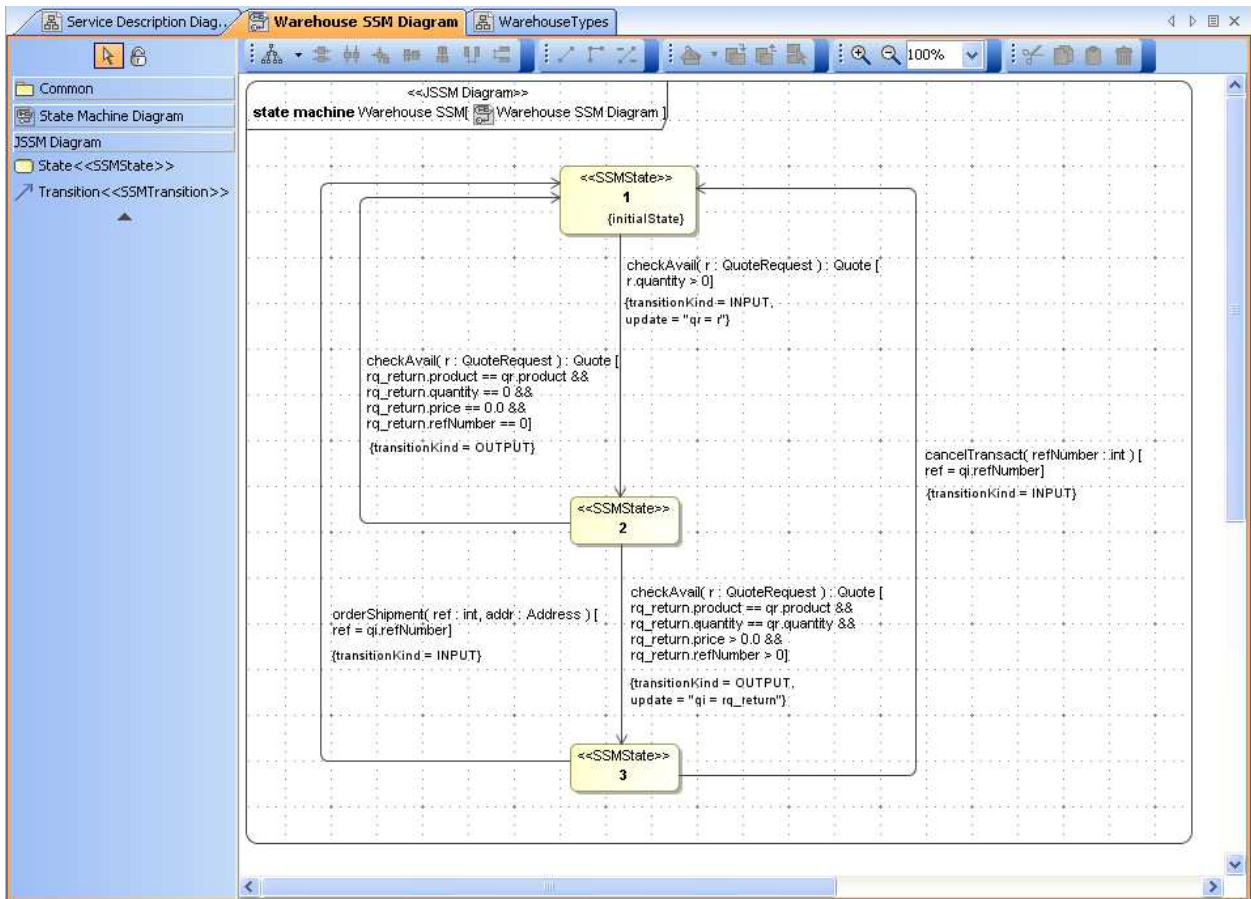 Service Description Diag...
Warehouse SSM Diagram
WarehouseTypes
100%
Common
State Machine Diagram
JSSM Diagram
State<<SSMState>>
Transition<<SSMTransition>>
<<JSSM Diagram>>
state machine Warehouse SSM[ Warehouse SSM Diagram ]
<<SSMState>>
1
{initialState}
checkAvail( r : QuoteRequest ) : Quote [
r.quantity > 0]
{transitionKind = INPUT,
update = "qr = r"}
checkAvail( r : QuoteRequest ) : Quote [
rq_return.product == qr.product &&
rq_return.quantity == 0 &&
rq_return.price == 0.0 &&
rq_return.refNumber == 0]
{transitionKind = OUTPUT}
cancelTransact( refNumber : int ) [
ref = qi.refNumber]
{transitionKind = INPUT}
<<SSMState>>
2
orderShipment( ref : int, addr : Address ) [
ref = qi.refNumber]
{transitionKind = INPUT}
checkAvail( r : QuoteRequest ) : Quote [
rq_return.product == qr.product &&
rq_return.quantity == qr.quantity &&
rq_return.price > 0.0 &&
rq_return.refNumber > 0]
{transitionKind = OUTPUT,
update = "qi = rq_return"}
<<SSMState>>
3